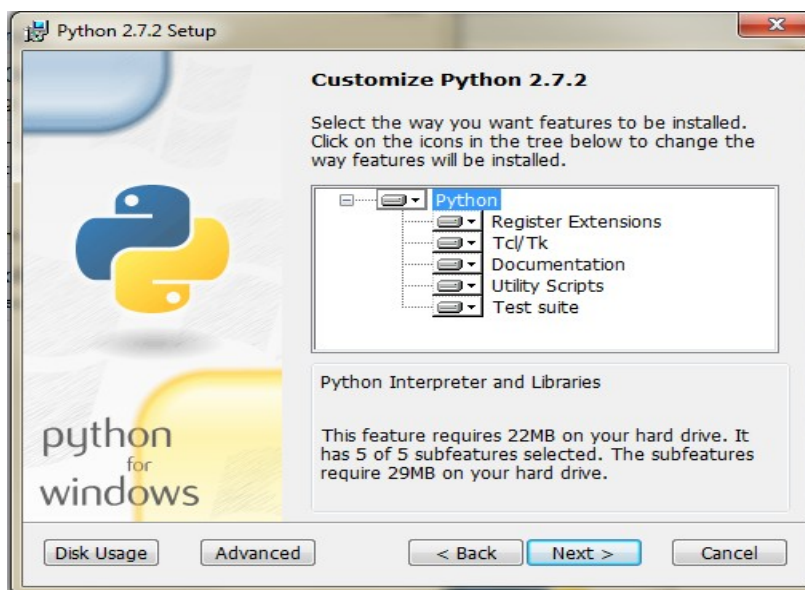 Python 2.7.2 Setup
Customize Python 2.7.2
Select the way you want features to be installed.
Click on the icons in the tree below to change the
way features will be installed.
Python
Register Extensions
Tcl/Tk
Documentation
Utility Scripts
Test suite
Python Interpreter and Libraries
This feature requires 22MB on your hard drive. It
has 5 of 5 subfeatures selected. The subfeatures
require 29MB on your hard drive.
python
for
windows
Disk Usage
Advanced
< Back
Next >
Cancel